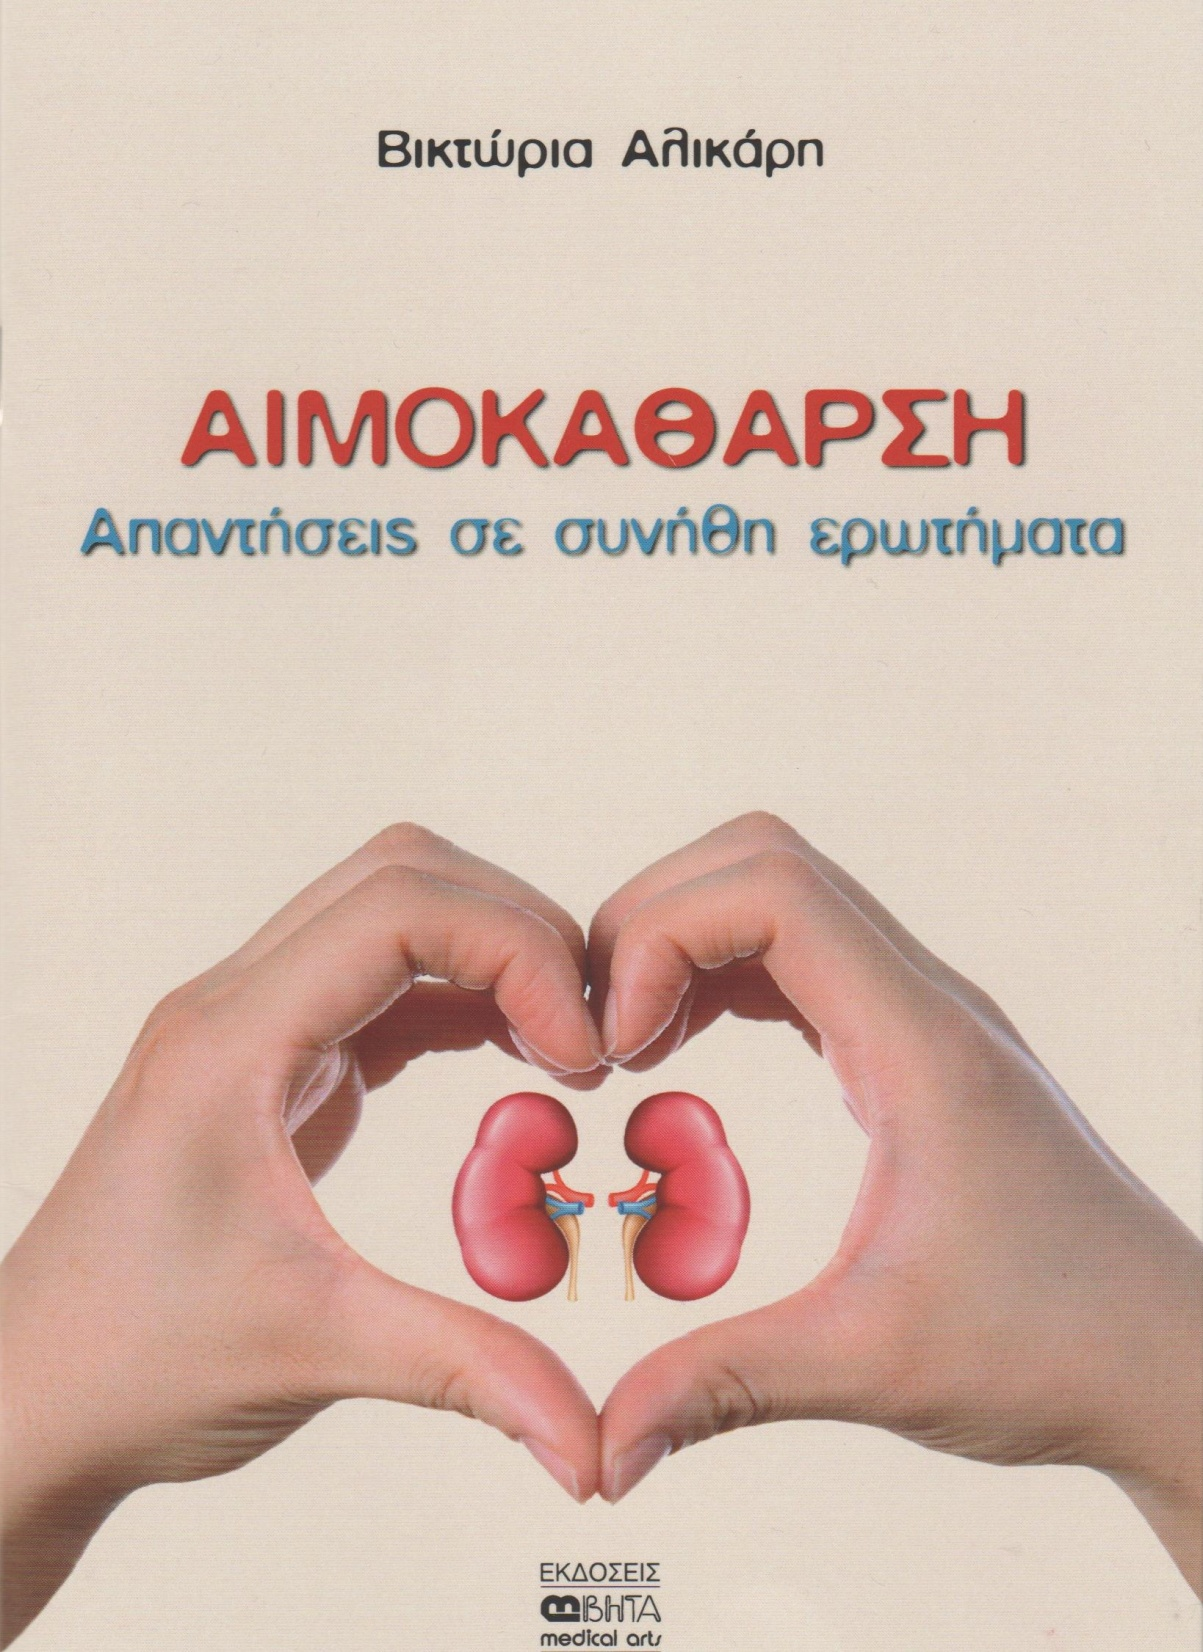 Βικτώρια Αλικάρη
ΑΙΜΟΚΑΘΑΡΣΗ
Απαντήσεις σε συνήθη ερωτήματα
ΕΚΔΟΣΕΙΣ
ΒΗΤΑ
medical arts